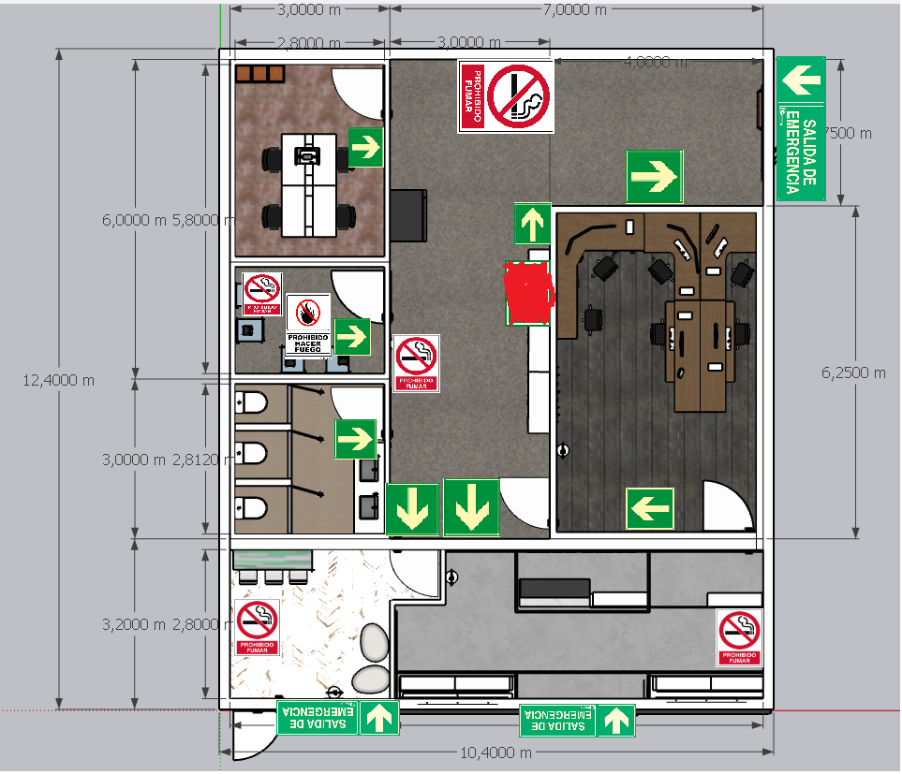 3,0000 m
7,0000 m
2,8000 m
3,0000 m
4,0000 m
PROHIBIDO
FUMAR
SALIDA DE
EMERGENCIA
7500 m
6,0000 m
5,8000 m
PROHIBIDO
FUMAR
PROHIBIDO
HACER
FUEGO
PROHIBIDO
FUMAR
12,4000 m
6,2500 m
3,0000 m
2,8120 m
3,2000 m
2,8000 m
PROHIBIDO
FUMAR
PROHIBIDO
FUMAR
SALIDA DE
EMERGENCIA
SALIDA DE
EMERGENCIA
10,4000 m